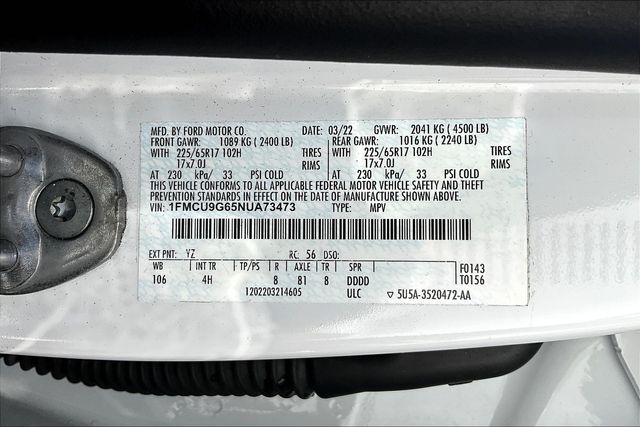 MFD. BY FORD MOTOR CO. DATE: 03/22 GVWR: 2041 KG ( 4500 LB)
FRONT GAWR: 1089 KG ( 2400 LB) REAR GAWR: 1016 KG ( 2240 LB)
WITH 225/65R17 102H TIRES WITH 225/65R17 102H TIRES
17x7.0J RIMS 17x7.0J RIMS
AT 230 kPa/ 33 PSI COLD AT 230 kPa/ 33 PSI COLD
THIS VEHICLE CONFORMS TO ALL APPLICABLE FEDERAL MOTOR VEHICLE SAFETY AND THEFT
PREVENTION STANDARDS IN EFFECT ON THE DATE OF MANUFACTURE SHOWN ABOVE.
VIN: 1FMCU9G65NUA73473 TYPE: MPV
EXT PNT: YZ RC: 56 DSO:
WB INT TR TP/PS R AXLE TR SPR F0143
106 4H 8 81 8 DDDD T0156
1202203214605 ULC ▽ 5U5A-3520472-AA